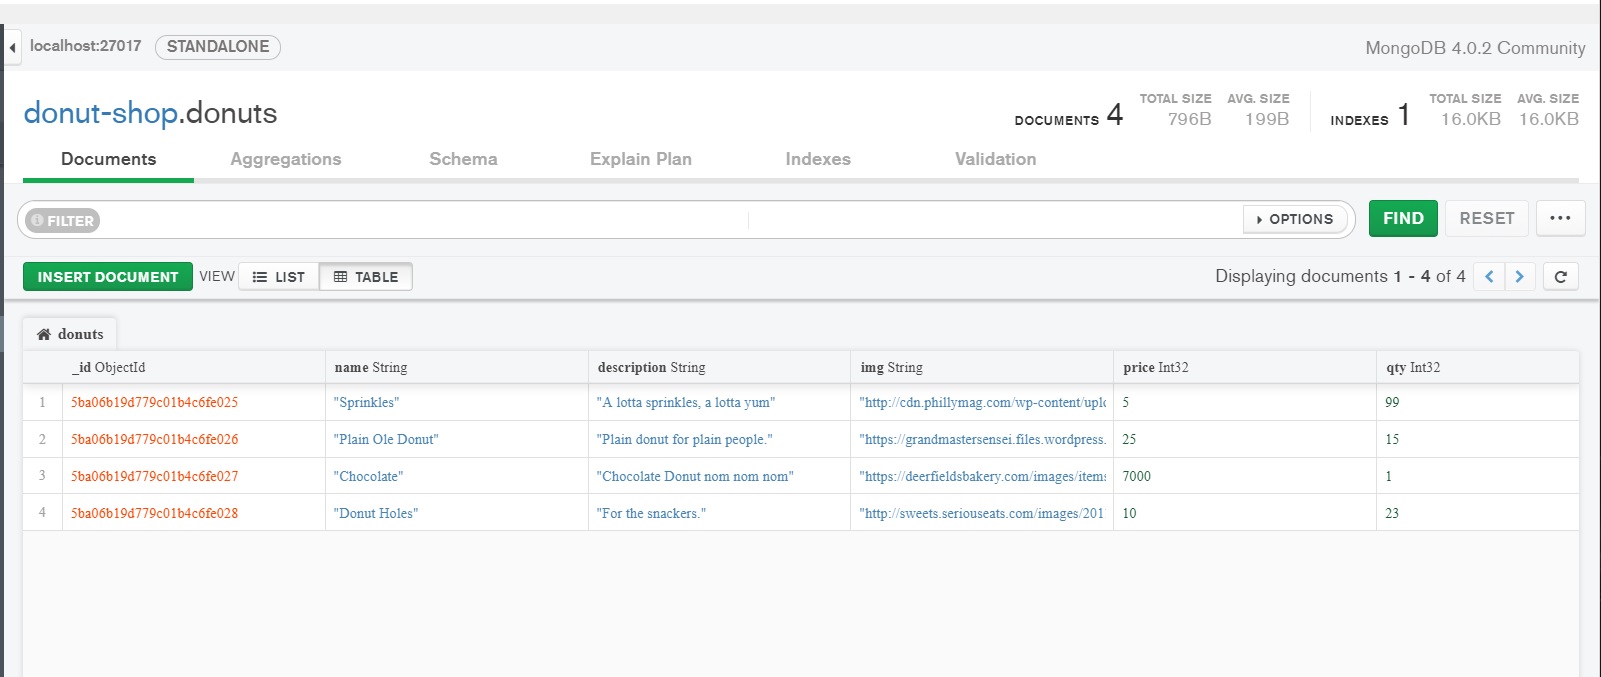 localhost:27017 STANDALONE MongoDB 4.0.2 Community
donut-shop.donuts DOCUMENTS 4 TOTAL SIZE 796B AVG. SIZE 199B INDEXES 1 TOTAL SIZE 16.0KB AVG. SIZE 16.0KB
Documents Aggregations Schema Explain Plan Indexes Validation
FILTER OPTIONS FIND RESET ...
INSERT DOCUMENT VIEW LIST TABLE Displaying documents 1 - 4 of 4
donuts
_id ObjectId name String description String img String price Int32 qty Int32
1 5ba06b19d779c01b4c6fe025 "Sprinkles" "A lotta sprinkles, a lotta yum" "http://cdn.phillymag.com/wp-content/uplo 5 99
2 5ba06b19d779c01b4c6fe026 "Plain Ole Donut" "Plain donut for plain people." "https://grandmastersensei.files.wordpress. 25 15
3 5ba06b19d779c01b4c6fe027 "Chocolate" "Chocolate Donut nom nom nom" "https://deerfieldsbakery.com/images/items 7000 1
4 5ba06b19d779c01b4c6fe028 "Donut Holes" "For the snackers." "http://sweets.seriouseats.com/images/201 10 23